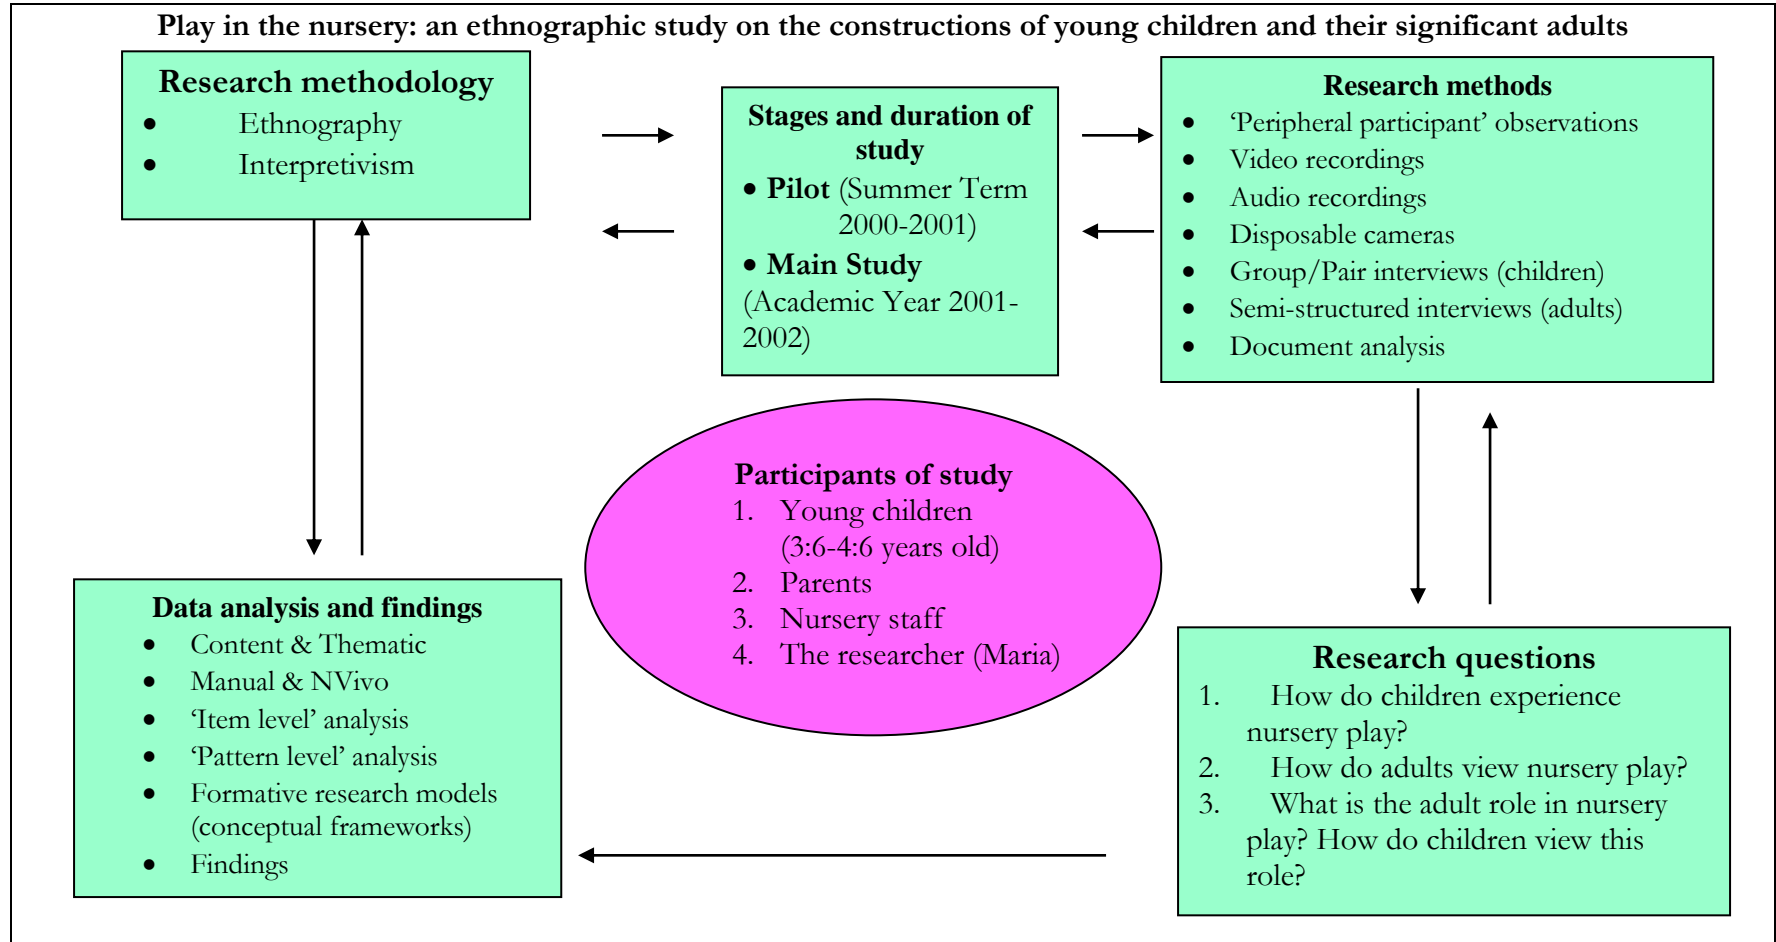 Play in the nursery: an ethnographic study on the constructions of young children and their significant adults
Research methodology
• Ethnography
• Interpretivism
Stages and duration of
study
• Pilot (Summer Term
2000-2001)
• Main Study
(Academic Year 2001-
2002)
Research methods
• ‘Peripheral participant’ observations
• Video recordings
• Audio recordings
• Disposable cameras
• Group/Pair interviews (children)
• Semi-structured interviews (adults)
• Document analysis
Participants of study
1. Young children
(3:6-4:6 years old)
2. Parents
3. Nursery staff
4. The researcher (Maria)
Data analysis and findings
• Content & Thematic
• Manual & NVivo
• ‘Item level’ analysis
• ‘Pattern level’ analysis
• Formative research models
(conceptual frameworks)
• Findings
Research questions
1. How do children experience
nursery play?
2. How do adults view nursery play?
3. What is the adult role in nursery
play? How do children view this
role?